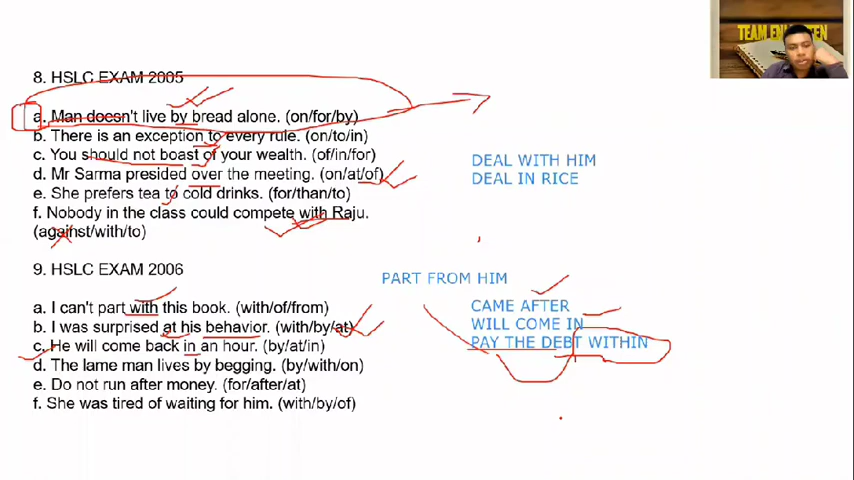 8. HSLC EXAM 2005
a. Man doesn't live by bread alone. (on/for/by)
b. There is an exception to every rule. (on/to/in)
c. You should not boast of your wealth. (of/in/for)
d. Mr Sarma presided over the meeting. (on/at/of)
e. She prefers tea to cold drinks. (for/than/to)
f. Nobody in the class could compete with Raju.
(against/with/to)
9. HSLC EXAM 2006
a. I can't part with this book. (with/of/from)
b. I was surprised at his behavior. (with/by/at)
c. He will come back in an hour. (by/at/in)
d. The lame man lives by begging. (by/with/on)
e. Do not run after money. (for/after/at)
f. She was tired of waiting for him. (with/by/of)
DEAL WITH HIM
DEAL IN RICE
PART FROM HIM
CAME AFTER
WILL COME IN
PAY THE DEBT WITHIN